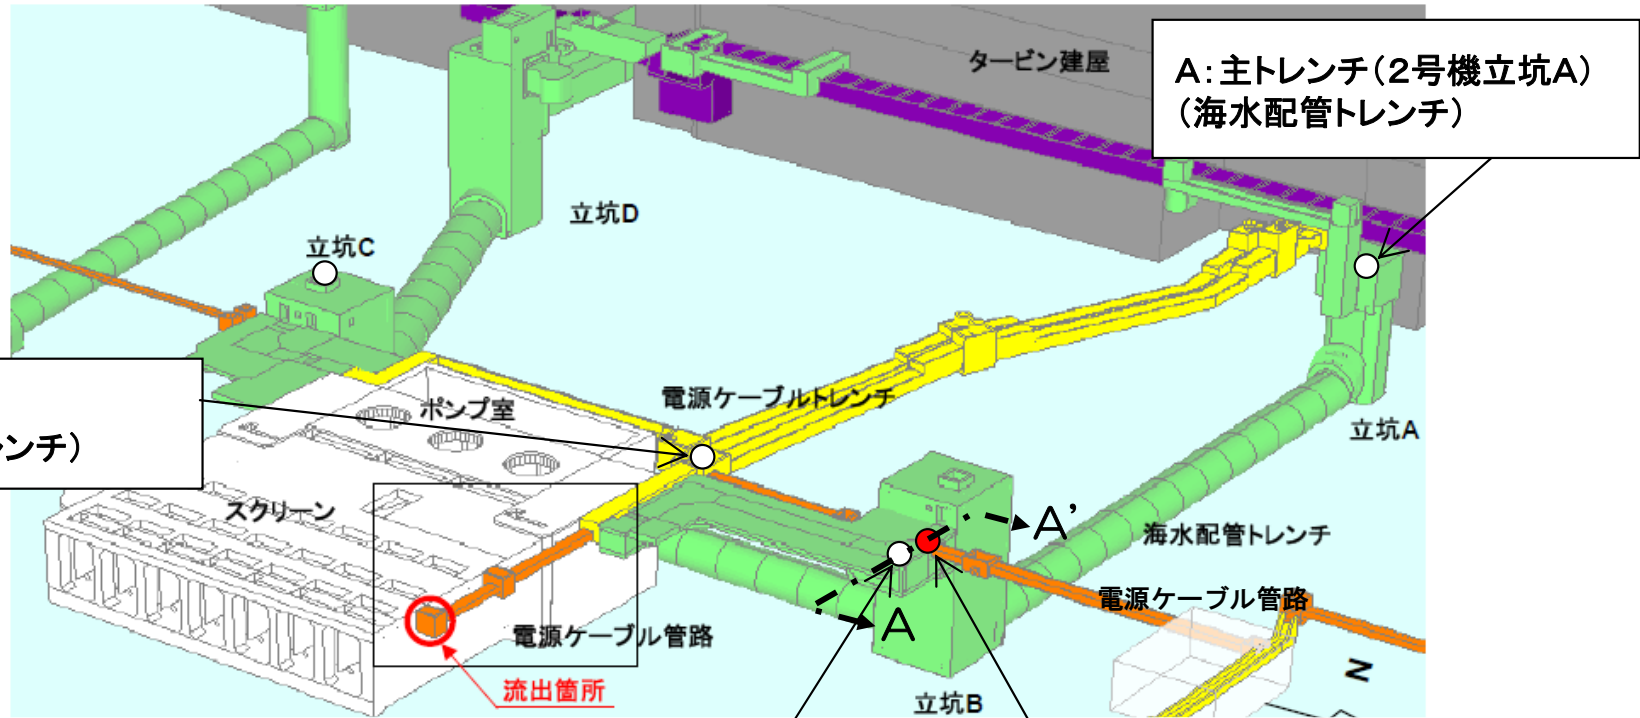 タービン建屋
A:主トレンチ(2号機立坑A)
(海水配管トレンチ)
立坑D
立坑C
電源ケーブルトレンチ
ポンプ室
レンチ)
立坑A
スクリーン
A'
海水配管トレンチ
電源ケーブル管路
A
電源ケーブル管路
流出箇所
立坑B
N